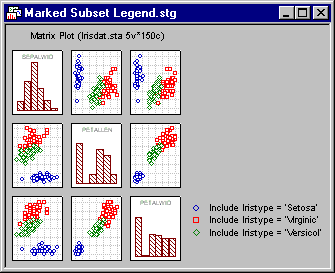 Marked Subset Legend.stg
Matrix Plot (Irisdat.sta 5v*150c)
SEPALWID
PETALLEN
PETALWID
Include Iristype = 'Setosa'
Include Iristype = 'Virginic'
Include Iristype = 'Versicol'